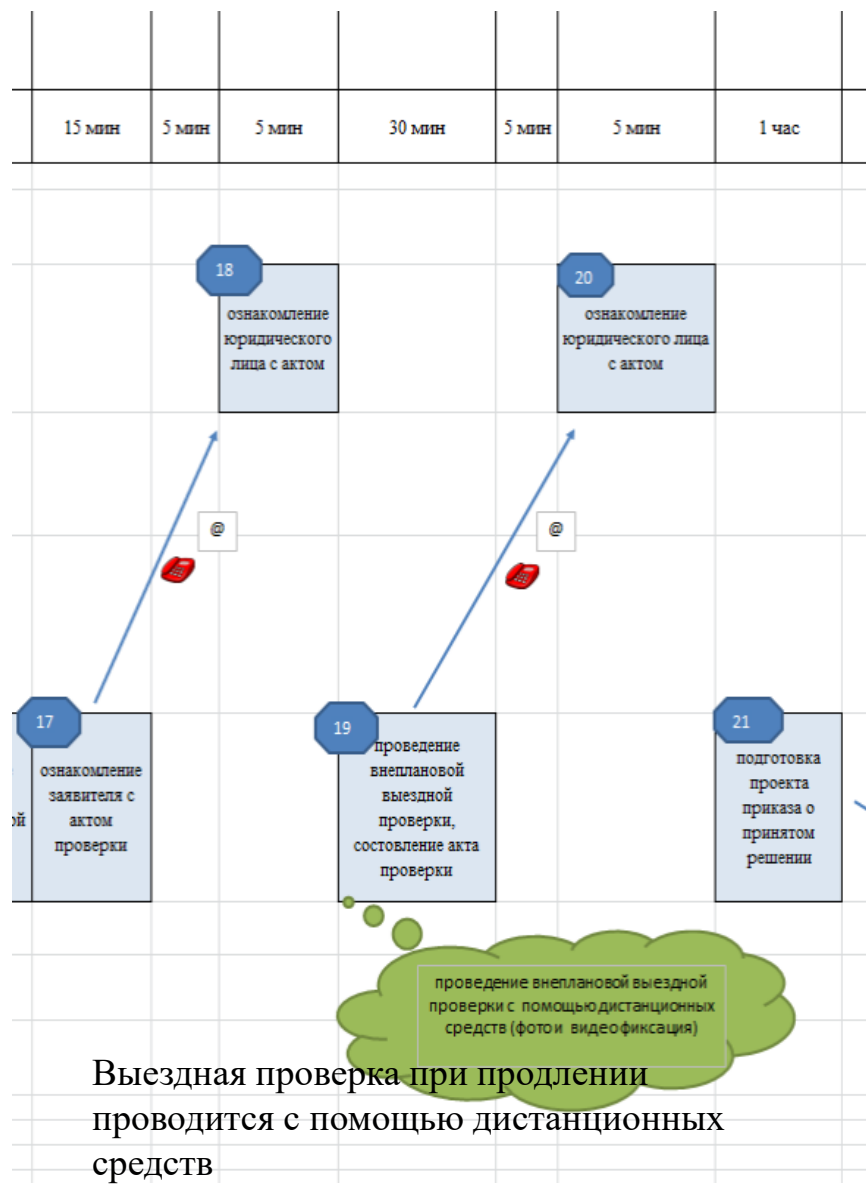 15 мин 5 мин 5 мин 30 мин 5 мин 5 мин 1 час
18
ознакомление
юридического
лица с актом
20
ознакомление
юридического лица
с актом
@
@
17
ознакомление
заявителя с
актом
проверки
19
проведение
внеплановой
выездной
проверки,
состовление акта
проверки
21
подготовка
проекта
приказа о
принятом
решении
проведение внеплановой выездной
проверки с помощью дистанционных
средств (фото и видеофиксация)
Выездная проверка при продлении
проводится с помощью дистанционных
средств